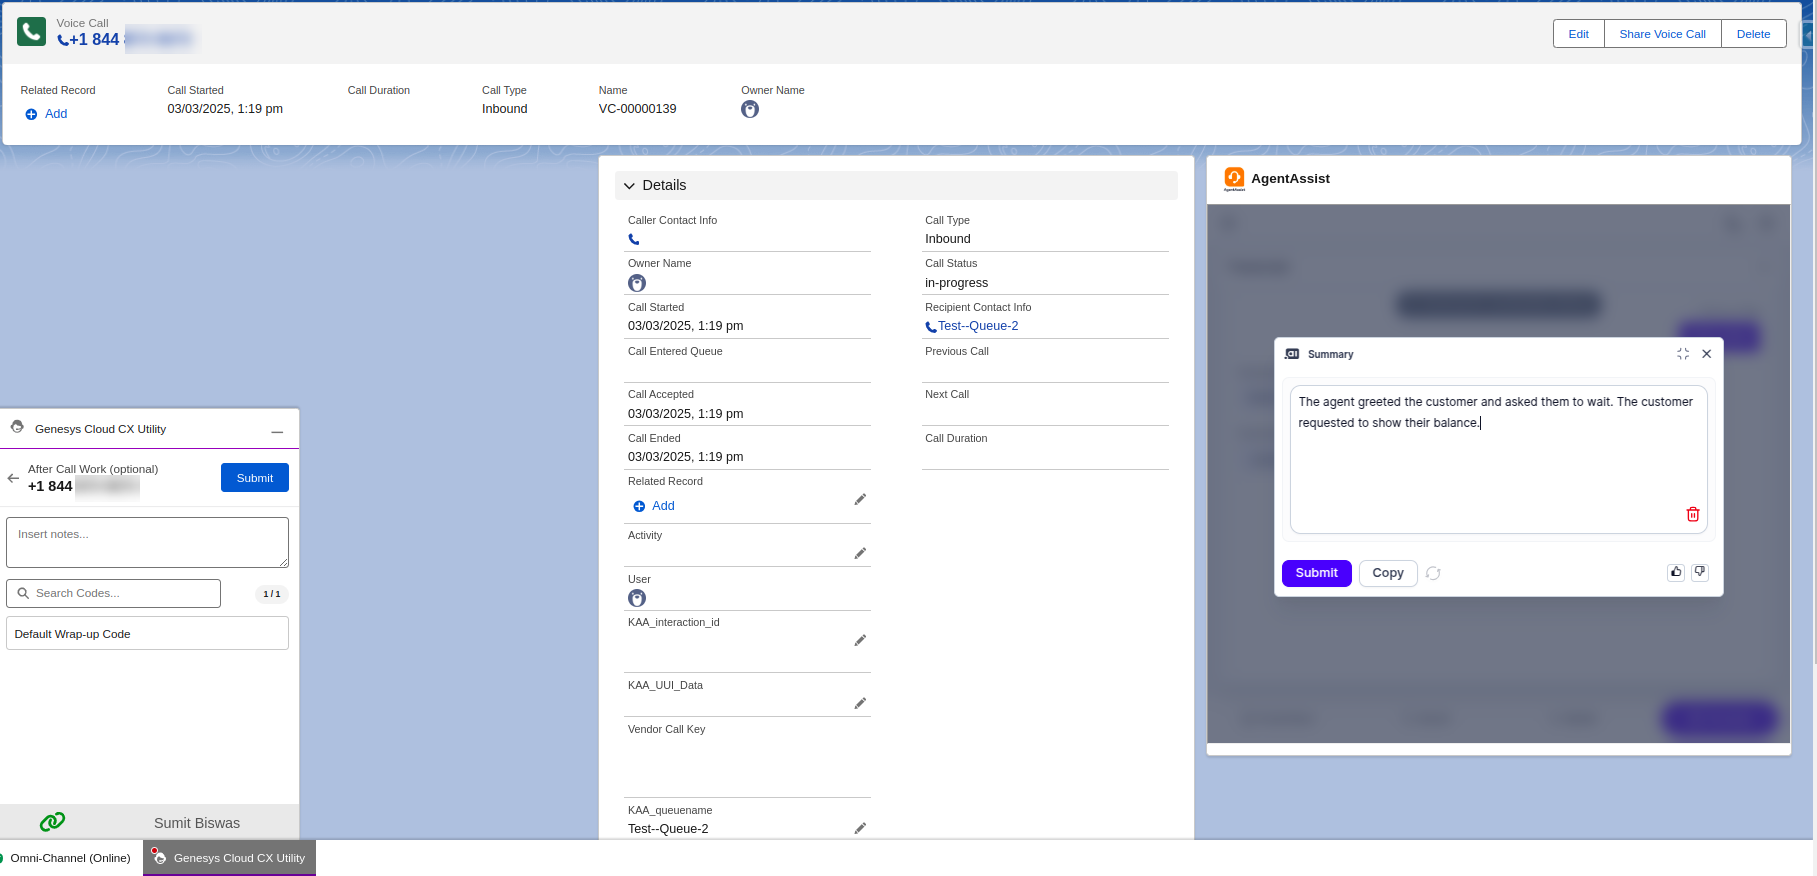 Voice Call
+1 844
Edit
Share Voice Call
Delete
Related Record
Add
Call Started
03/03/2025, 1:19 pm
Call Duration
Call Type
Inbound
Name
VC-00000139
Owner Name
Genesys Cloud CX Utility
After Call Work (optional)
+1 844
Submit
Insert notes...
Search Codes...
1 / 1
Default Wrap-up Code
Sumit Biswas
Details
Caller Contact Info
Owner Name
Call Started
03/03/2025, 1:19 pm
Call Entered Queue
Call Accepted
03/03/2025, 1:19 pm
Call Ended
03/03/2025, 1:19 pm
Related Record
Add
Activity
User
KAA_interaction_id
KAA_UUI_Data
Vendor Call Key
KAA_queuename
Test--Queue-2
Call Type
Inbound
Call Status
in-progress
Recipient Contact Info
Test--Queue-2
Previous Call
Next Call
Call Duration
AgentAssist
Summary
The agent greeted the customer and asked them to wait. The customer
requested to show their balance.
Submit
Copy
Omni-Channel (Online)
Genesys Cloud CX Utility